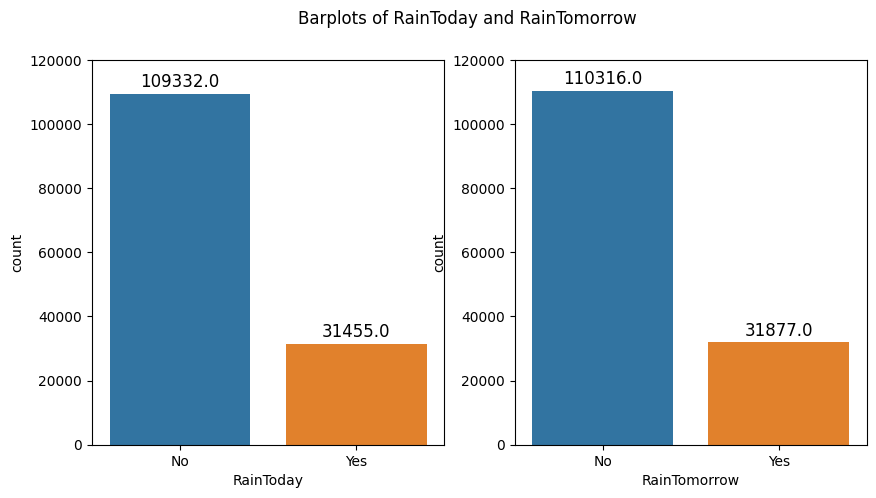 Barplots of RainToday and RainTomorrow
120000
100000
80000
60000
40000
20000
0
count
109332.0
31455.0
No Yes
RainToday
120000
100000
80000
60000
40000
20000
0
count
110316.0
31877.0
No Yes
RainTomorrow